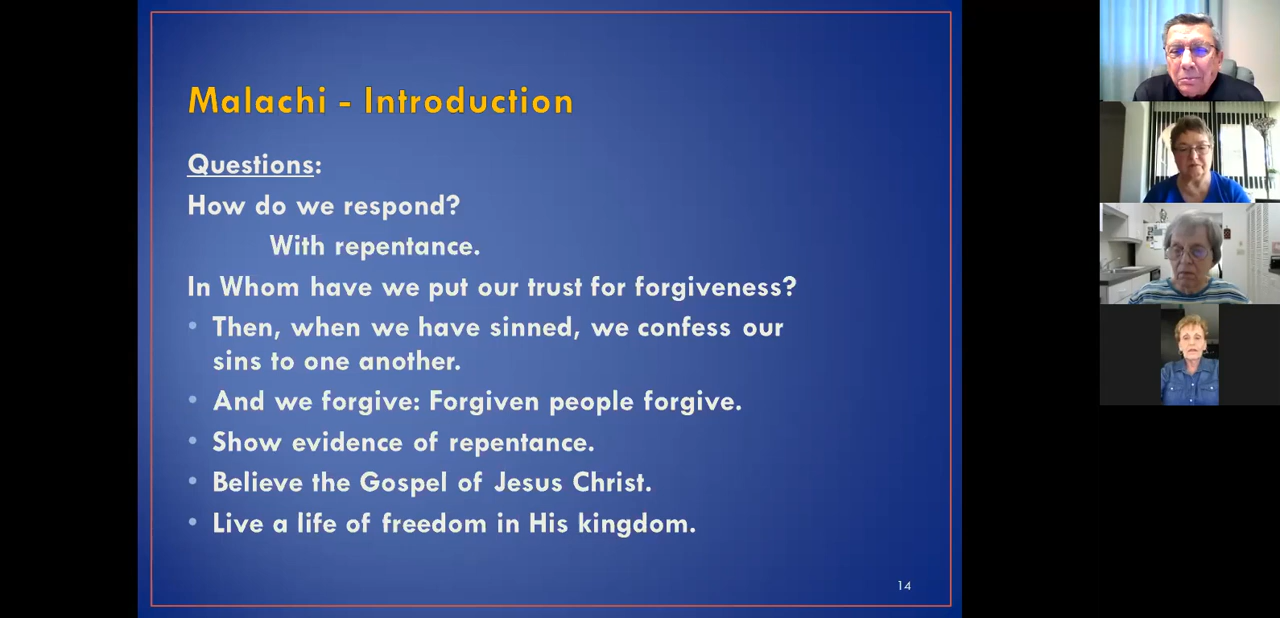 Malachi - Introduction
Questions:
How do we respond?
With repentance.
In Whom have we put our trust for forgiveness?
• Then, when we have sinned, we confess our
sins to one another.
• And we forgive: Forgiven people forgive.
• Show evidence of repentance.
• Believe the Gospel of Jesus Christ.
• Live a life of freedom in His kingdom.
14